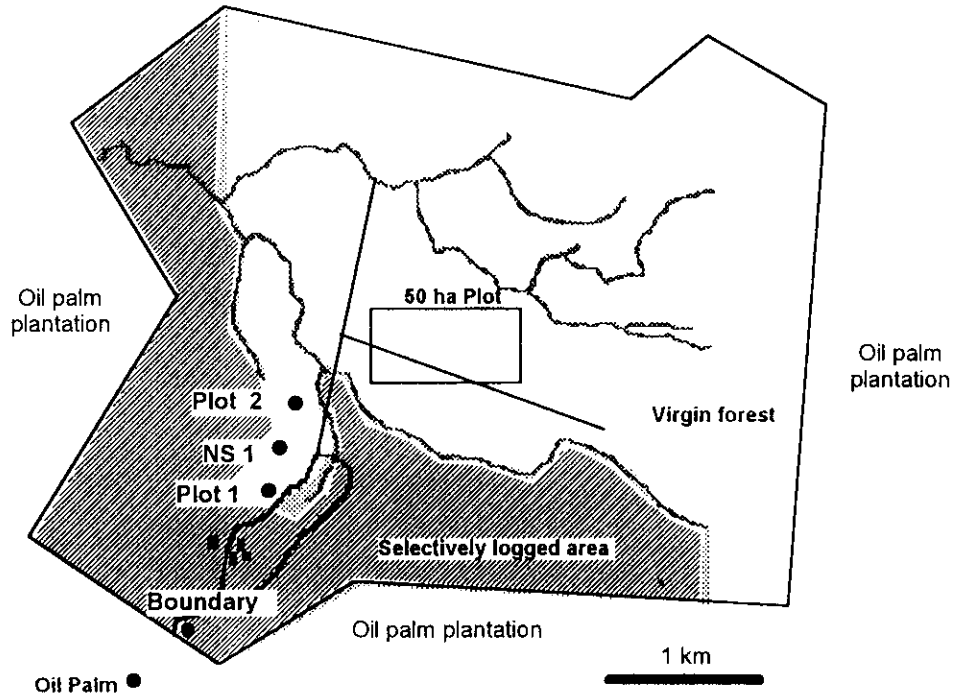 50 ha Plot
Oil palm
plantation
Oil palm
plantation
Plot 2
Virgin forest
NS 1
Plot 1
Selectively logged area
Boundary
Oil palm plantation
1 km
Oil Palm